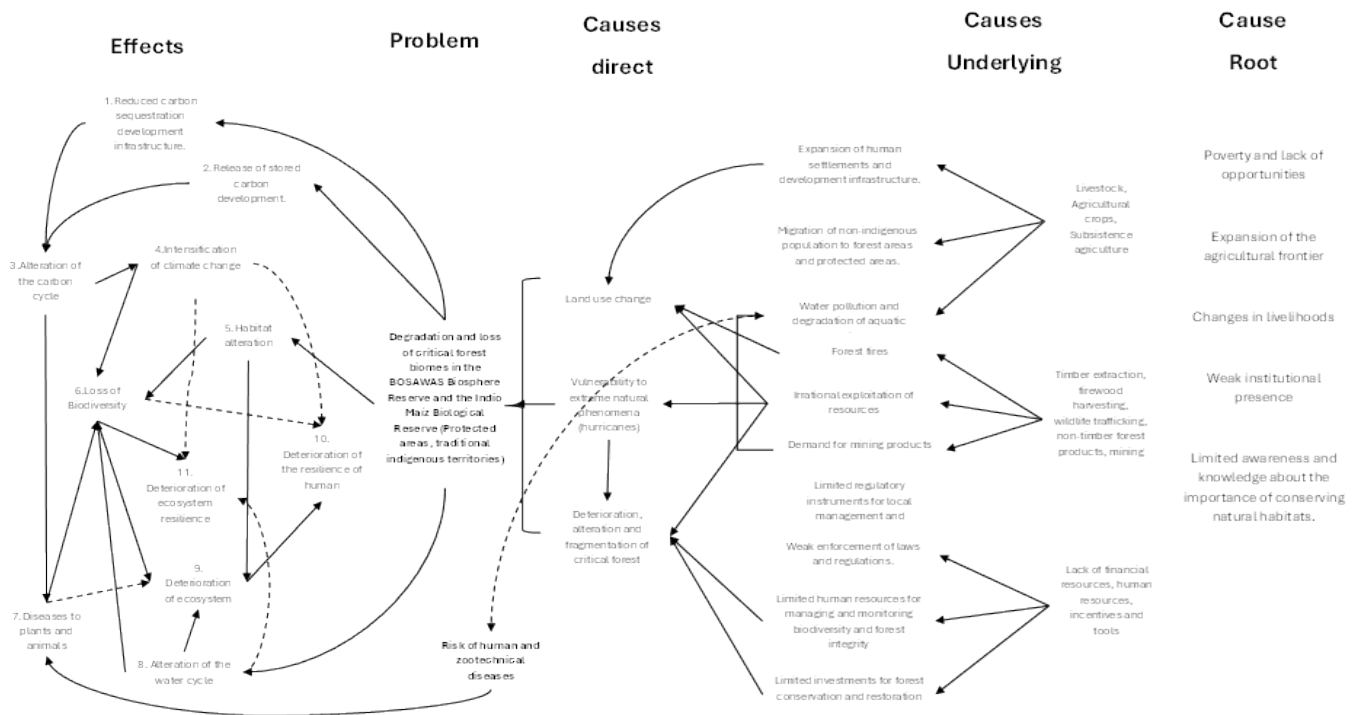 Effects
Problem
Causes
direct
Causes
Underlying
Cause
Root
1. Reduced carbon
sequestration
development
infrastructure.
2. Release of stored
carbon
development.
3.Alteration of
the carbon
cycle
4.Intensification
of climate change
5. Habitat
alteration
6.Loss of
Biodiversity
10.
Deterioration of
the resilience of
human
11.
Deterioration of
ecosystem
resilience
9.
Deterioration
of ecosystem
7. Diseases to
plants and
animals
8. Alteration of the
water cycle
Degradation and loss
of critical forest
biomes in the
BOSAWAS Biosphere
Reserve and the Indio
Maiz Biological
Reserve (Protected
areas, traditional
indigenous territories)
Risk of human and
zootechnical
diseases
Land use change
Vulnerability to
extreme natural
phenomena
(hurricanes)
Deterioration,
alteration and
fragmentation of
critical forest
Expansion of human
settlements and
development infrastructure.
Migration of non-indigenous
population to forest areas
and protected areas.
Water pollution and
degradation of aquatic
Forest fires
Irrational exploitation of
resources
Demand for mining products
Limited regulatory
instruments for local
management and
Weak enforcement of laws
and regulations.
Limited human resources for
managing and monitoring
biodiversity and forest
integrity
Limited investments for forest
conservation and restoration
Livestock,
Agricultural
crops,
Subsistence
agriculture
Timber extraction,
firewood
harvesting,
wildlife trafficking,
non-timber forest
products, mining
Lack of financial
resources, human
resources,
incentives and
tools
Poverty and lack of
opportunities
Expansion of the
agricultural frontier
Changes in livelihoods
Weak institutional
presence
Limited awareness and
knowledge about the
importance of conserving
natural habitats.